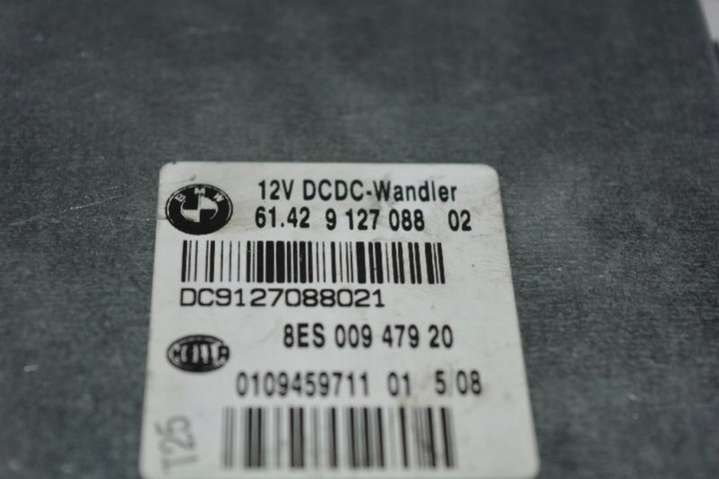 BMW
12V DCDC-Wandler
61.42 9 127 088 02
DC9127088021
8ES 009 479 20
0109459711 01 5/08
T25